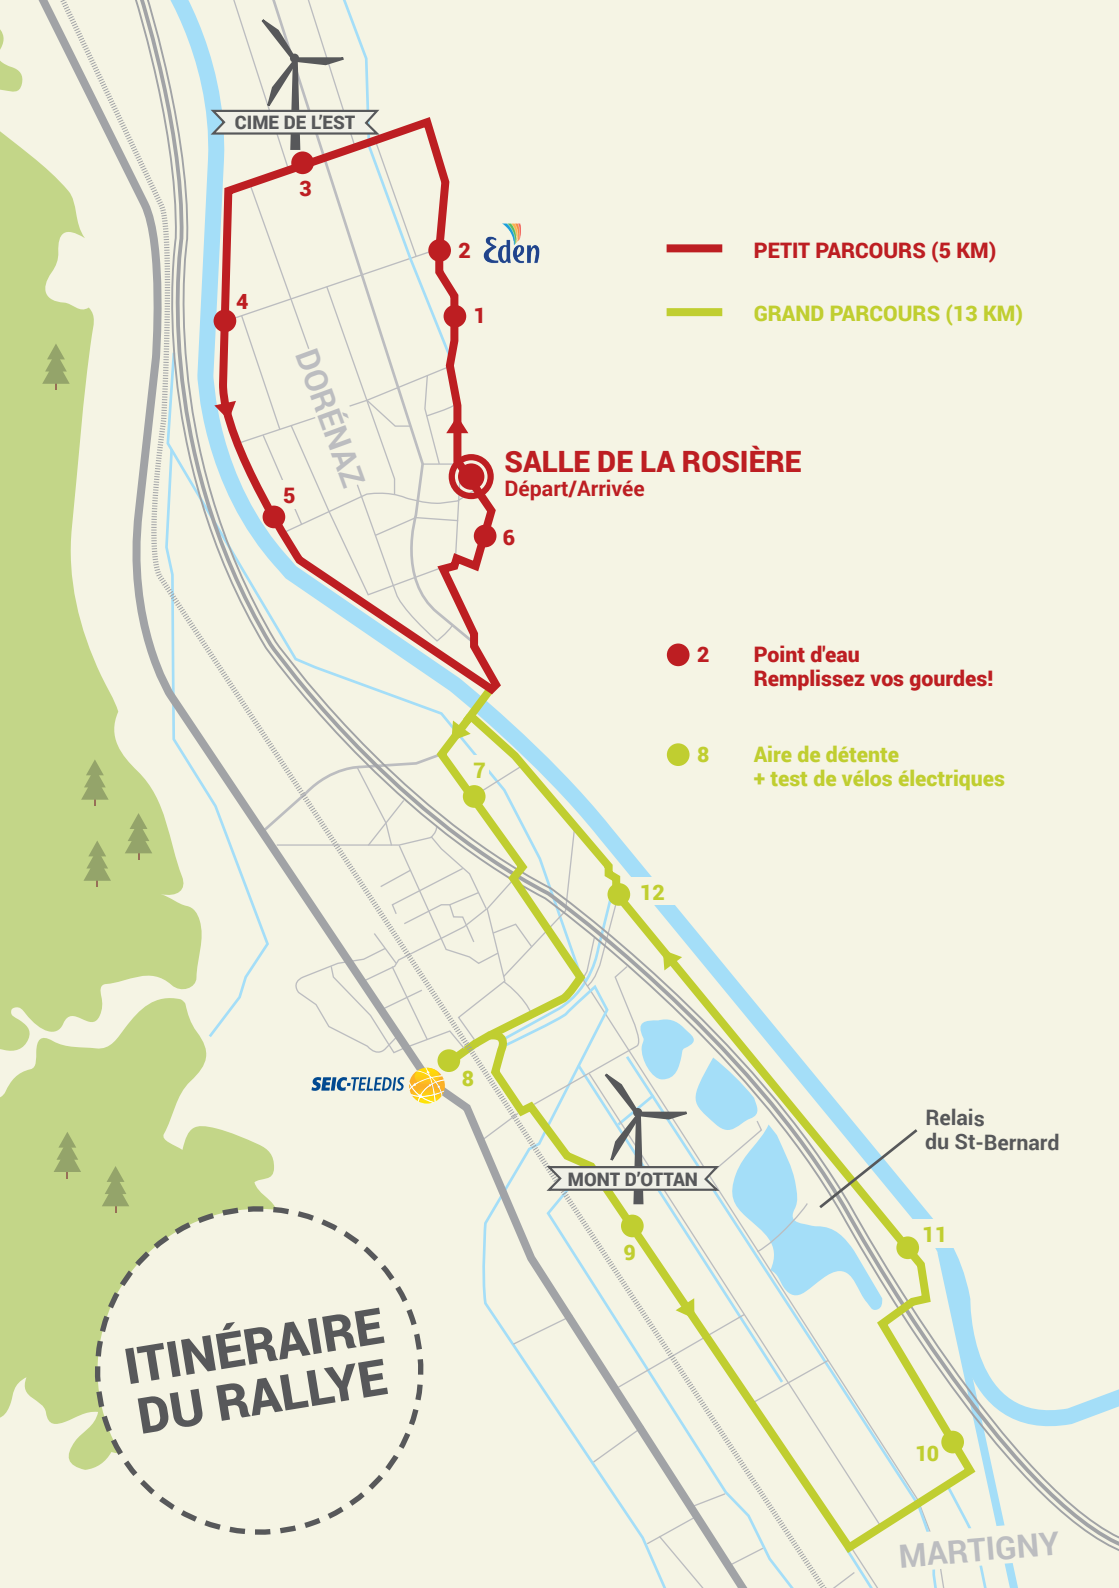 CIME DE L'EST
3
2
Eden
PETIT PARCOURS (5 KM)
4
1
GRAND PARCOURS (13 KM)
DORÉNAZ
SALLE DE LA ROSIÈRE
Départ/Arrivée
5
6
2
Point d'eau
Remplissez vos gourdes!
8
Aire de détente
+ test de vélos électriques
7
12
SEIC-TELEDIS
8
Relais
du St-Bernard
MONT D'OTTAN
11
9
ITINÉRAIRE
DU RALLYE
10
MARTIGNY